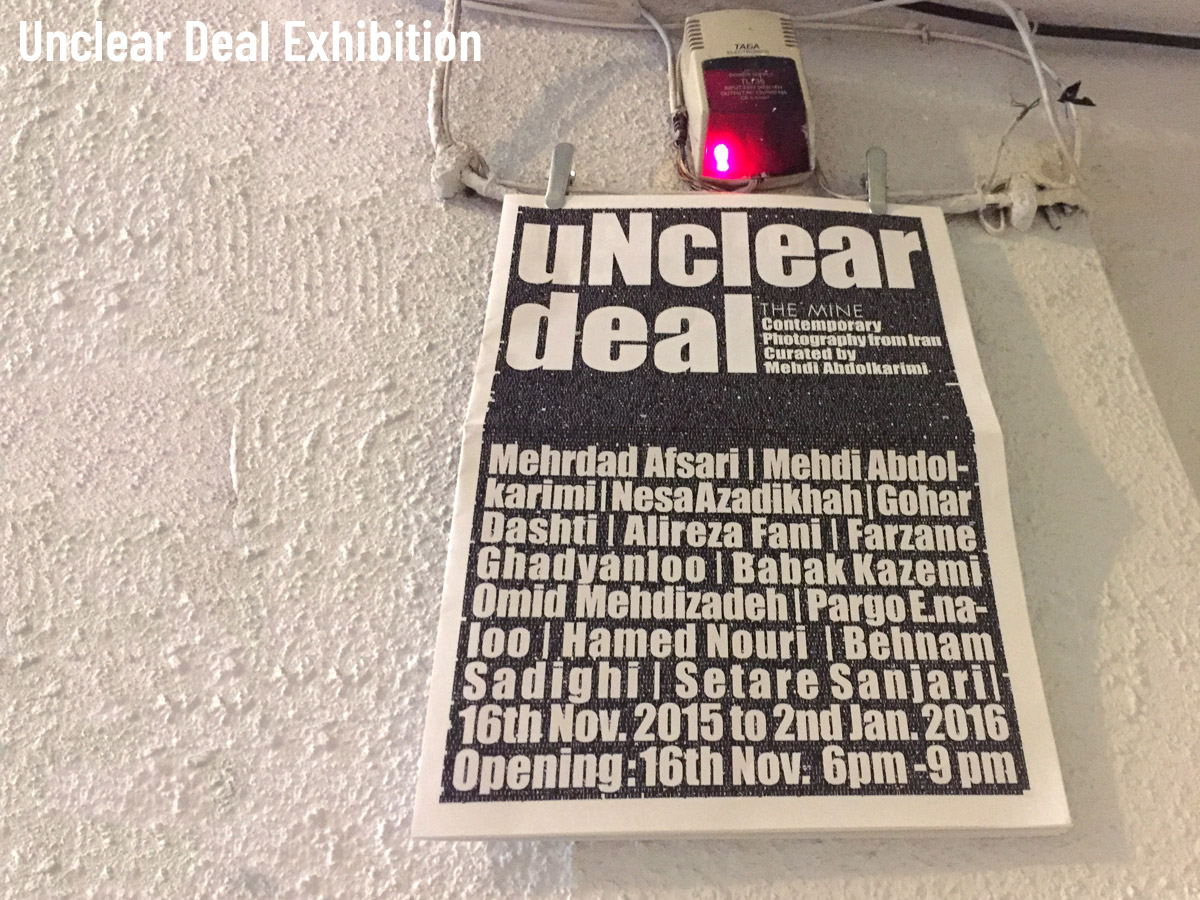 Unclear Deal Exhibition
TAGA
ELECTRONICS
uNclear
deal
THE MINE
Contemporary
Photography from Iran
Curated by
Mehdi Abdolkarimi
Mehrdad Afsari | Mehdi Abdol-
karimi | Nesa Azadikhah | Gohar
Dashti | Alireza Fani | Farzane
Ghadyanloo | Babak Kazemi
Omid Mehdizadeh | Pargo E.na-
loo | Hamed Nouri | Behnam
Sadighi | Setare Sanjari |
16th Nov. 2015 to 2nd Jan. 2016
Opening : 16th Nov. 6pm -9 pm